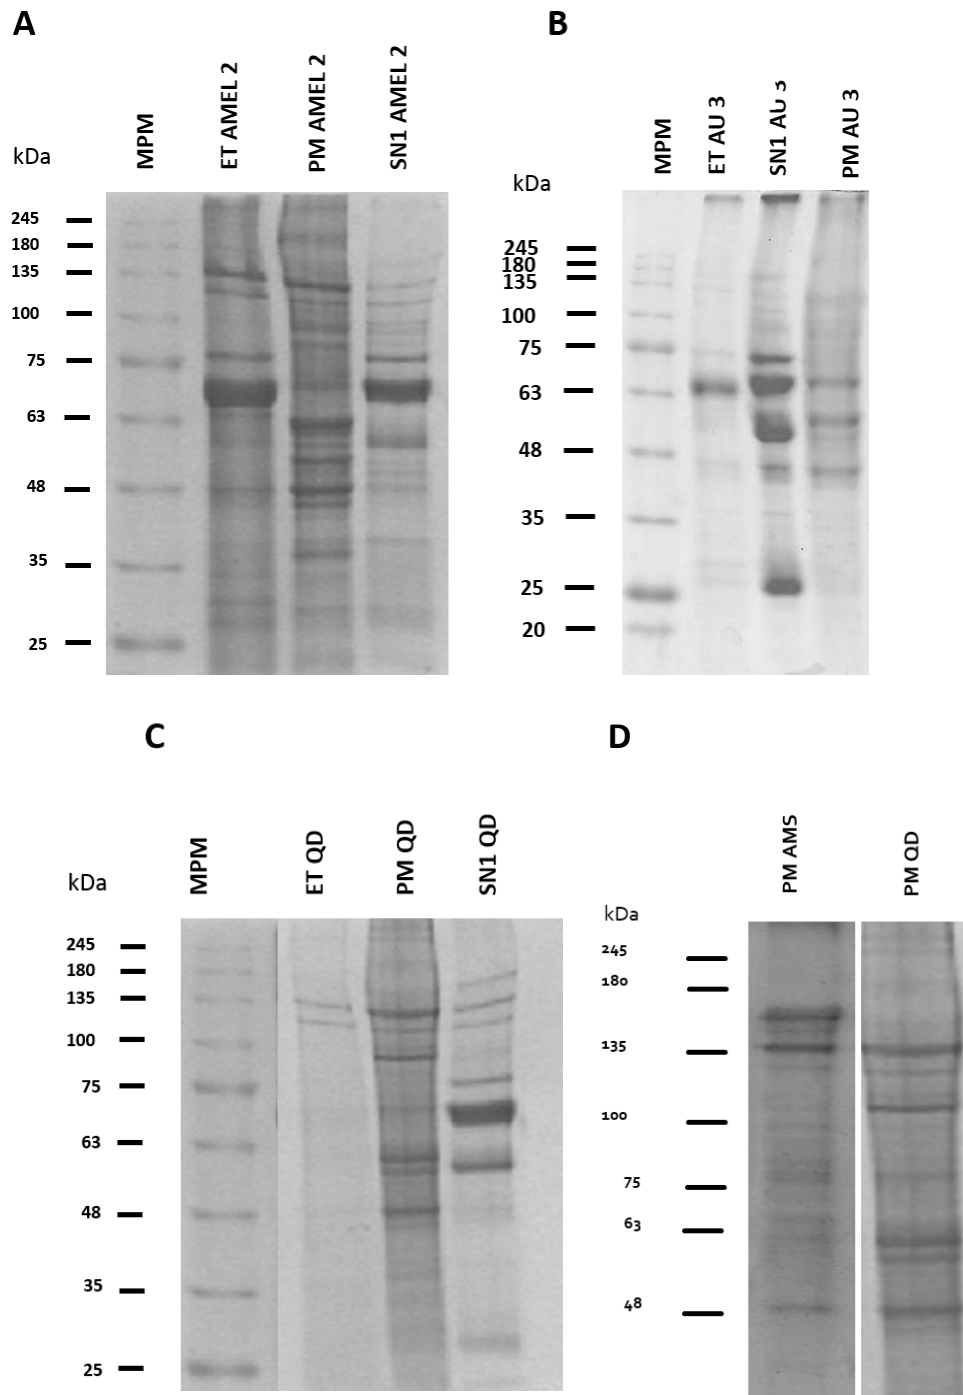 A
kDa
MPM
ET AMEL 2
PM AMEL 2
SN1 AMEL 2
245
180
135
100
75
63
48
35
25
B
kDa
MPM
ET AU 3
SN1 AU 3
PM AU 3
245
180
135
100
75
63
48
35
25
20
C
kDa
MPM
ET QD
PM QD
SN1 QD
245
180
135
100
75
63
48
35
25
D
kDa
PM AMS
PM QD
245
180
135
100
75
63
48